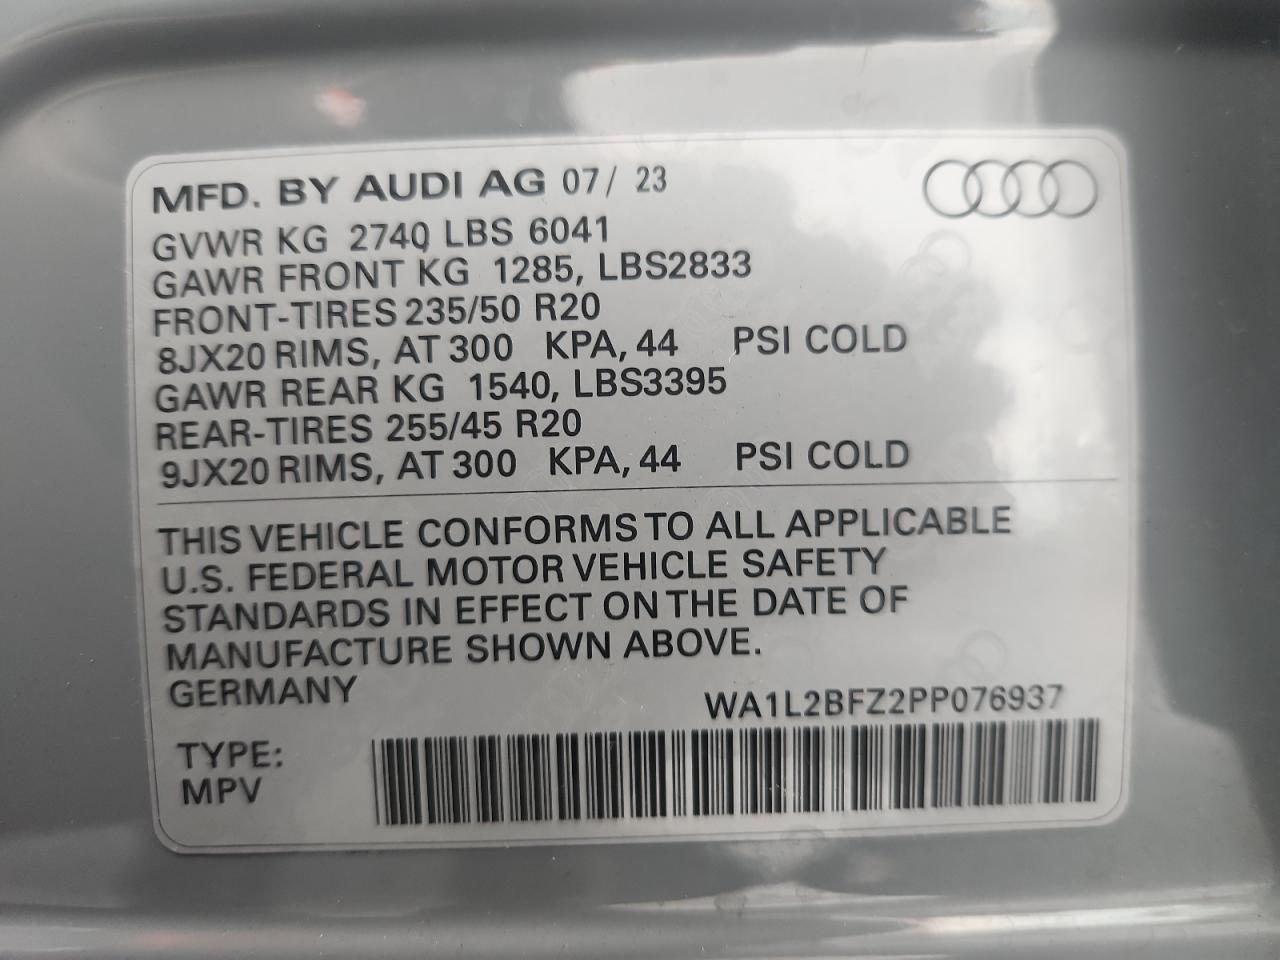 MFD. BY AUDI AG 07/ 23
GVWR KG 2740 LBS 6041
GAWR FRONT KG 1285, LBS2833
FRONT-TIRES 235/50 R20
8JX20 RIMS, AT 300 KPA, 44 PSI COLD
GAWR REAR KG 1540, LBS3395
REAR-TIRES 255/45 R20
9JX20 RIMS, AT 300 KPA, 44 PSI COLD
THIS VEHICLE CONFORMS TO ALL APPLICABLE
U.S. FEDERAL MOTOR VEHICLE SAFETY
STANDARDS IN EFFECT ON THE DATE OF
MANUFACTURE SHOWN ABOVE.
GERMANY
WA1L2BFZ2PP076937
TYPE:
MPV